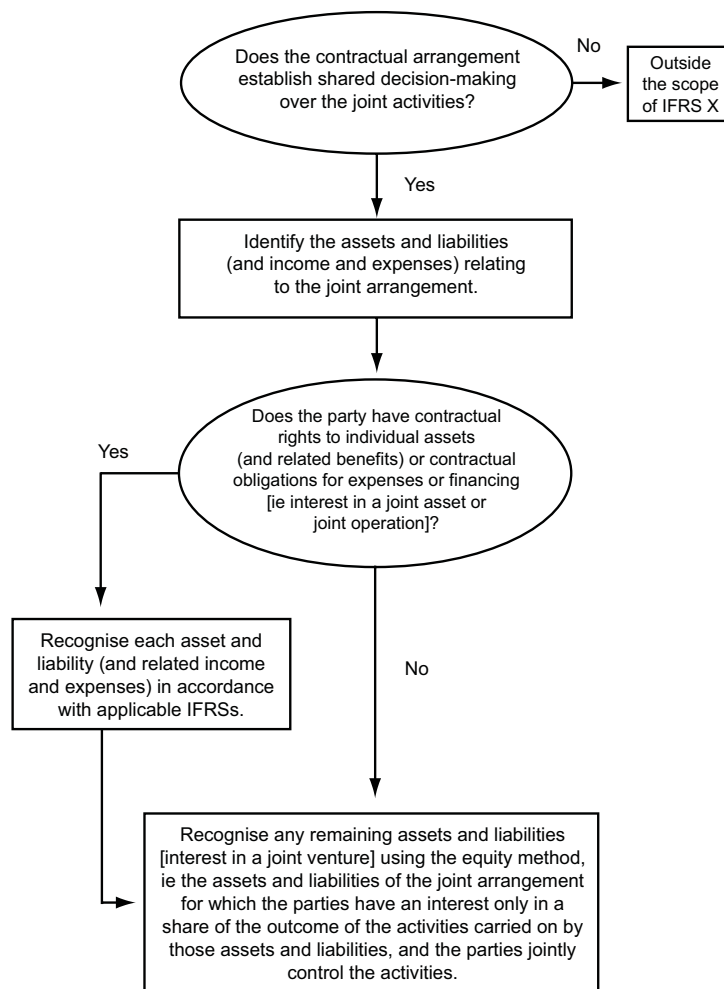 Does the contractual arrangement
establish shared decision-making
over the joint activities?
No
Outside
the scope
of IFRS X
Yes
Identify the assets and liabilities
(and income and expenses) relating
to the joint arrangement.
Does the party have contractual
rights to individual assets
(and related benefits) or contractual
obligations for expenses or financing
[ie interest in a joint asset or
joint operation]?
Yes
Recognise each asset and
liability (and related income
and expenses) in accordance
with applicable IFRSs.
No
Recognise any remaining assets and liabilities
[interest in a joint venture] using the equity method,
ie the assets and liabilities of the joint arrangement
for which the parties have an interest only in a
share of the outcome of the activities carried on by
those assets and liabilities, and the parties jointly
control the activities.